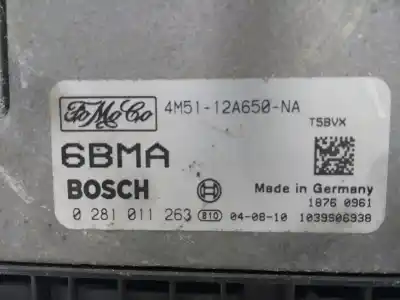 FoMoCo 4M51-12A650-NA
TSBVX
6BMA
BOSCH Made in Germany
1876 0961
0 281 011 263 B10 04-08-10 1039S06938